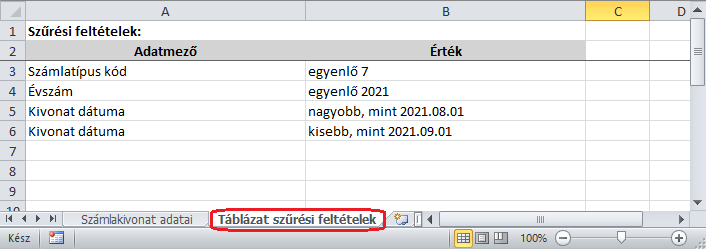 A B C D
1 Szűrési feltételek:
2 Adatmező Érték
3 Számlatípus kód egyenlő 7
4 Évszám egyenlő 2021
5 Kivonat dátuma nagyobb, mint 2021.08.01
6 Kivonat dátuma kisebb, mint 2021.09.01
7
8
9
10
Számlakivonat adatai Táblázat szűrési feltételek
Kész 100%